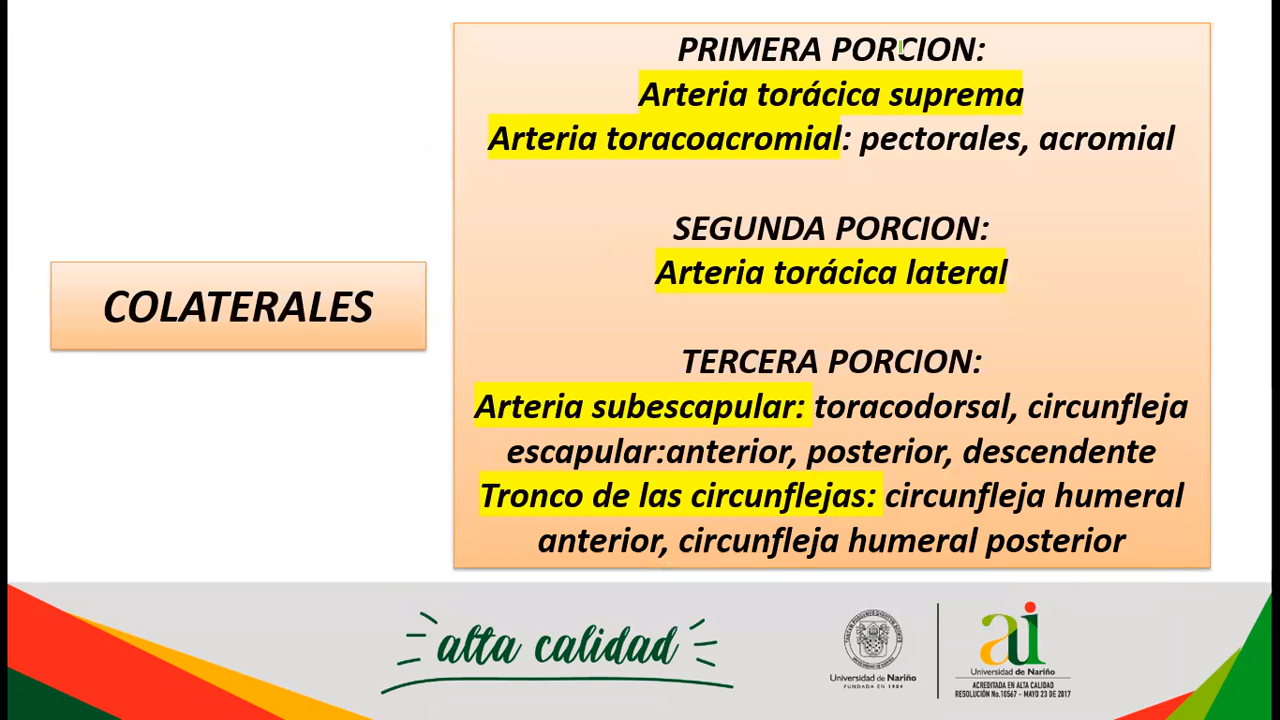 PRIMERA PORCION:
Arteria torácica suprema
Arteria toracoacromial: pectorales, acromial
SEGUNDA PORCION:
Arteria torácica lateral
COLATERALES
TERCERA PORCION:
Arteria subescapular: toracodorsal, circunfleja
escapular:anterior, posterior, descendente
Tronco de las circunflejas: circunfleja humeral
anterior, circunfleja humeral posterior
alta calidad
Universidad de Nariño
FUNDADA EN 1904
ai
Universidad de Nariño
ACREDITADA EN ALTA CALIDAD
RESOLUCIÓN No.10567 - MAYO 23 DE 2017